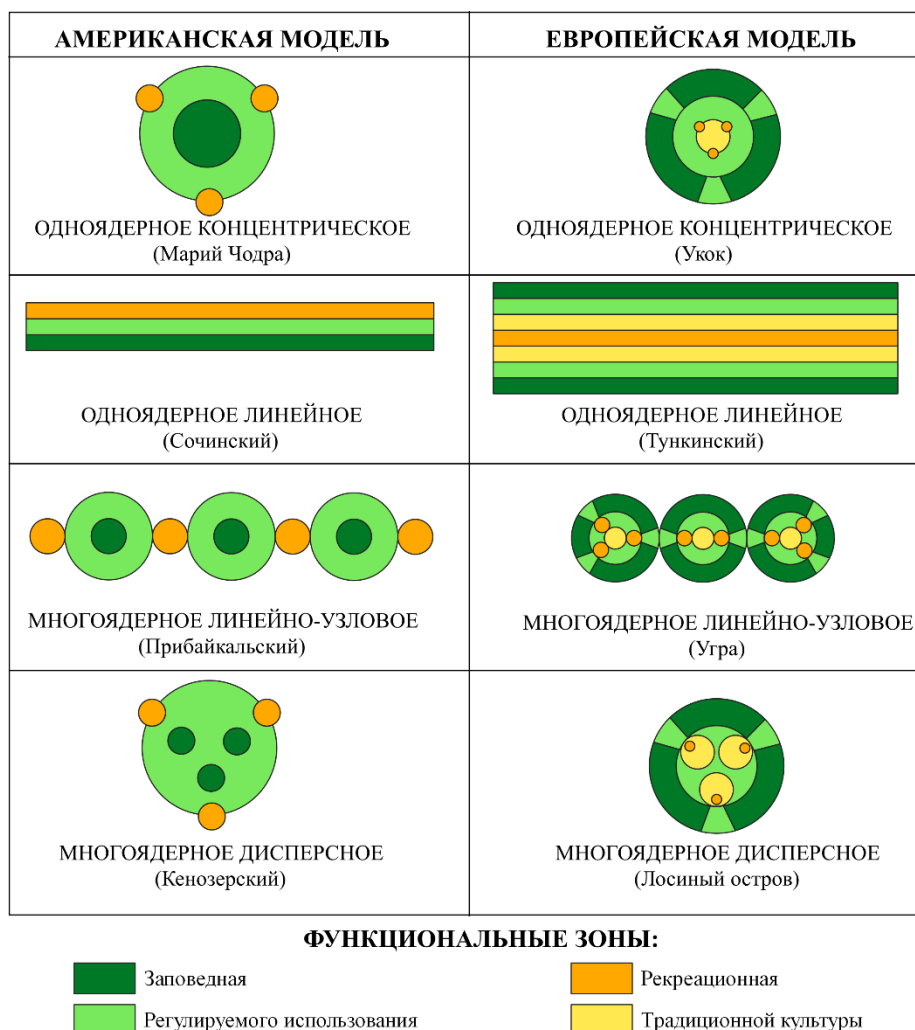 АМЕРИКАНСКАЯ МОДЕЛЬ
ЕВРОПЕЙСКАЯ МОДЕЛЬ
ОДНОЯДЕРНОЕ КОНЦЕНТРИЧЕСКОЕ
(Марий Чодра)
ОДНОЯДЕРНОЕ КОНЦЕНТРИЧЕСКОЕ
(Укок)
ОДНОЯДЕРНОЕ ЛИНЕЙНОЕ
(Сочинский)
ОДНОЯДЕРНОЕ ЛИНЕЙНОЕ
(Тункинский)
МНОГОЯДЕРНОЕ ЛИНЕЙНО-УЗЛОВОЕ
(Прибайкальский)
МНОГОЯДЕРНОЕ ЛИНЕЙНО-УЗЛОВОЕ
(Угра)
МНОГОЯДЕРНОЕ ДИСПЕРСНОЕ
(Кенозерский)
МНОГОЯДЕРНОЕ ДИСПЕРСНОЕ
(Лосиный остров)
ФУНКЦИОНАЛЬНЫЕ ЗОНЫ:
Заповедная
Рекреационная
Регулируемого использования
Традиционной культуры